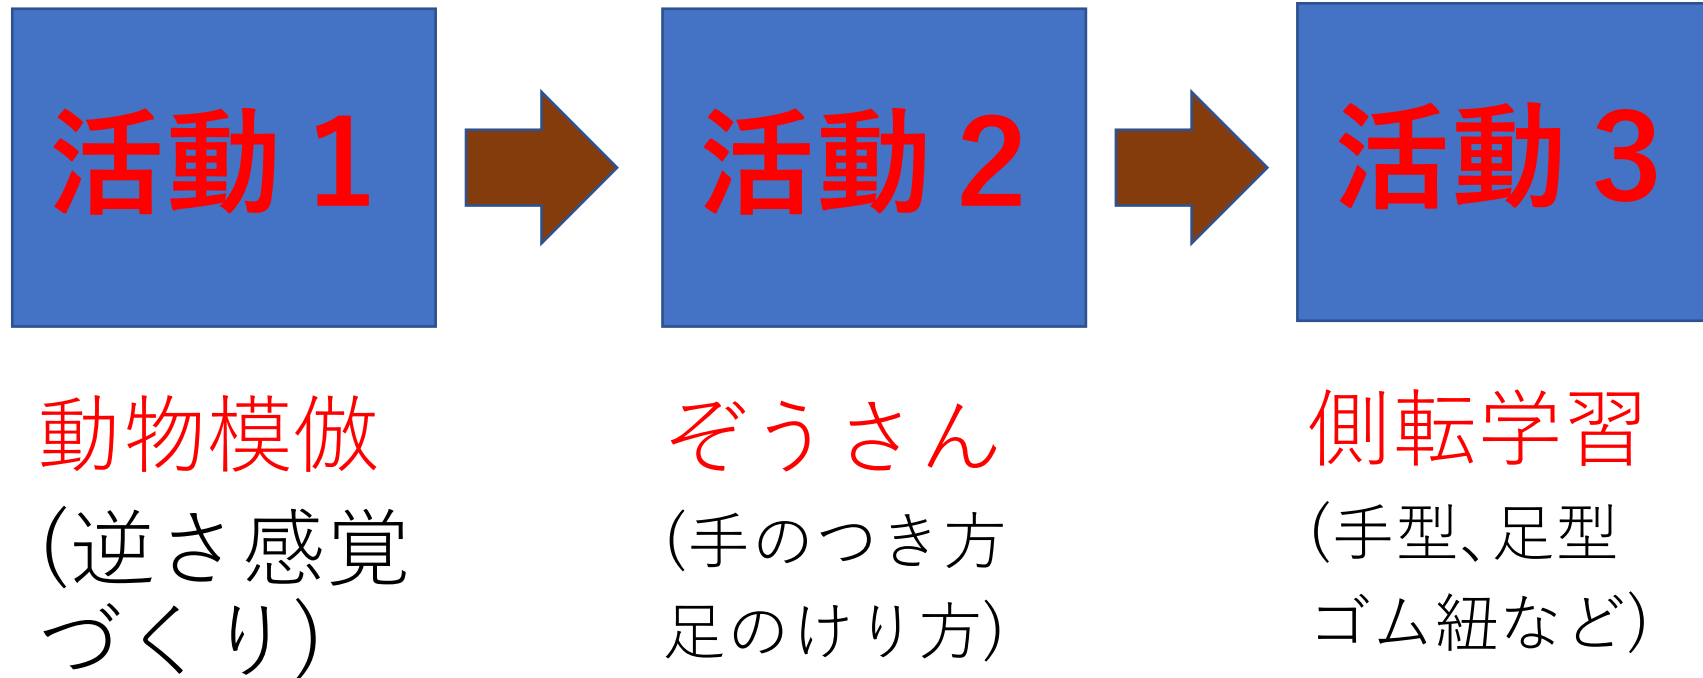 活動１
活動２
活動３
動物模倣
(逆さ感覚
づくり)
ぞうさん
(手のつき方
足のけり方)
側転学習
(手型、足型
ゴム紐など)